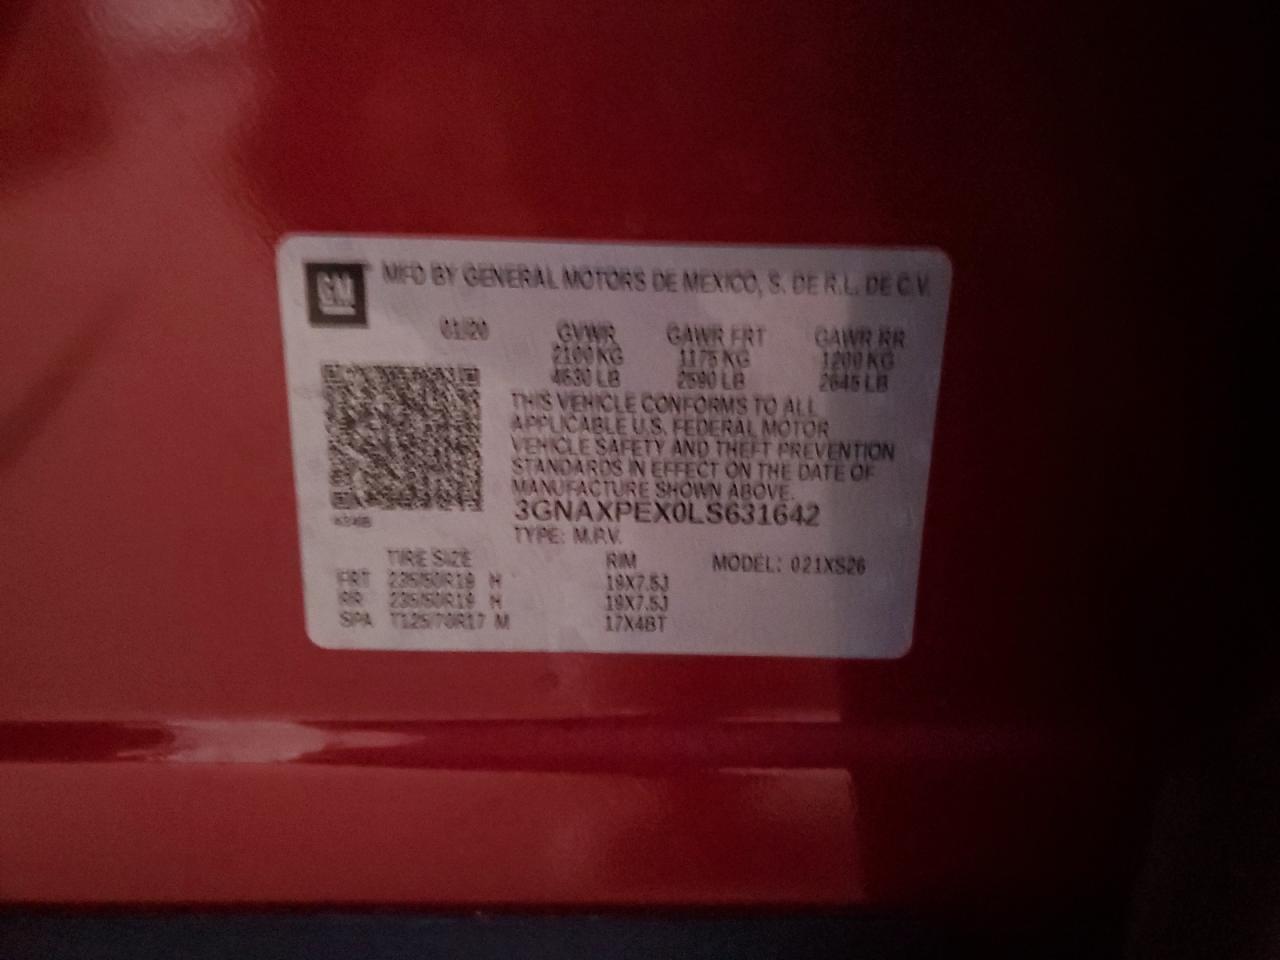 GM MFD BY GENERAL MOTORS DE MEXICO, S. DE R.L. DE C.V.
01/20 GVWR GAWR FRT GAWR RR
2100 KG 1175 KG 1200 KG
4630 LB 2590 LB 2645 LB
THIS VEHICLE CONFORMS TO ALL
APPLICABLE U.S. FEDERAL MOTOR
VEHICLE SAFETY AND THEFT PREVENTION
STANDARDS IN EFFECT ON THE DATE OF
MANUFACTURE SHOWN ABOVE.
3GNAXPEX0LS631642
TYPE: M.P.V.
TIRE SIZE RIM MODEL: 021XS26
FRT 235/50R19 H 19X7.5J
RR 235/50R19 H 19X7.5J
SPA T125/70R17 M 17X4BT